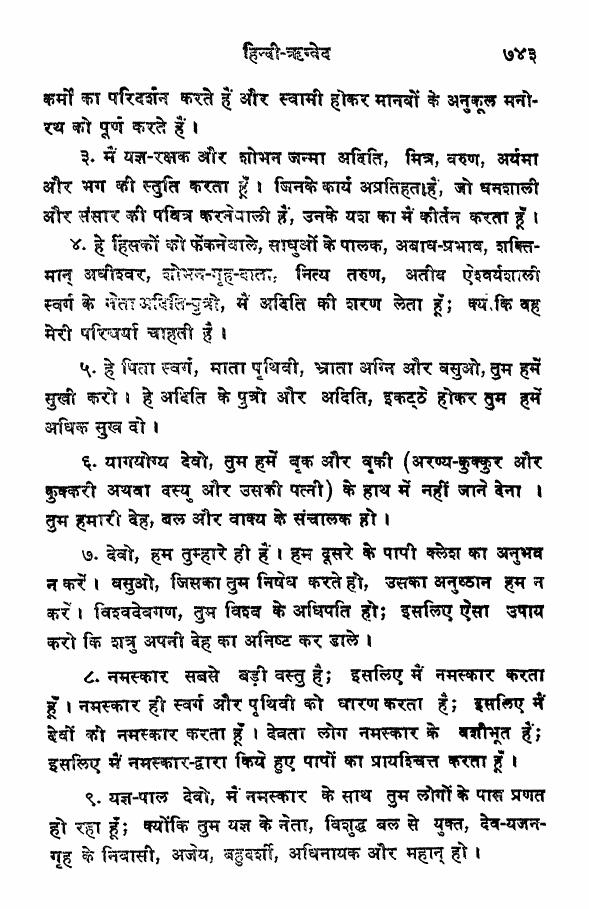 हिन्दी-ऋग्वेद ७४३
कर्मों का परिदर्शन करते हैं और स्वामी होकर मानवों के अनुकूल मनो-
रथ को पूर्ण करते हैं ।
३. मैं यज्ञ-रक्षक और शोभन जन्मा अदिति, मित्र, वरुण, अर्यमा
और भग की स्तुति करता हूँ । जिनके कार्य अप्रतिहत हैं, जो धनशाली
और संसार की पवित्र करनेवाली हैं, उनके यश का मैं कीर्तन करता हूँ ।
४. हे हिंसकों को फेंकनेवाले, साधुओं के पालक, अबाध-प्रभाव, शक्ति-
मान् अधीश्वर, शोभन-गृह-दाता, नित्य तरुण, अतीव ऐश्वर्यशाली
स्वर्ग के नेता अदिति-पुत्रो, मैं अदिति की शरण लेता हूँ; क्योंकि वह
मेरी परिचर्या चाहती है ।
५. हे पिता स्वर्ग, माता पृथिवी, भ्राता अग्नि और वसुओ, तुम हमें
सुखी करो । हे अदिति के पुत्रो और अदिति, इकट्ठे होकर तुम हमें
अधिक सुख दो ।
६. यागयोग्य देवो, तुम हमें वृक और वृकी (अरण्य-कुक्कुर और
कुक्करी अथवा दस्यु और उसकी पत्नी) के हाथ में नहीं जाने देना ।
तुम हमारी देह, बल और वाक्य के संचालक हो ।
७. देवो, हम तुम्हारे ही हैं । हम दूसरे के पापी क्लेश का अनुभव
न करें । वसुओ, जिसका तुम निषेध करते हो, उसका अनुष्ठान हम न
करें । विश्वदेवगण, तुम विश्व के अधिपति हो; इसलिए ऐसा उपाय
करो कि शत्रु अपनी देह का अनिष्ट कर डाले ।
८. नमस्कार सबसे बड़ी वस्तु है; इसलिए मैं नमस्कार करता
हूँ । नमस्कार ही स्वर्ग और पृथिवी को धारण करता है; इसलिए मैं
देवों को नमस्कार करता हूँ । देवता लोग नमस्कार के वशीभूत हैं;
इसलिए मैं नमस्कार-द्वारा किये हुए पापों का प्रायश्चित्त करता हूँ ।
९. यज्ञ-पाल देवो, मैं नमस्कार के साथ तुम लोगों के पास प्रणत
हो रहा हूँ; क्योंकि तुम यज्ञ के नेता, विशुद्ध बल से युक्त, देव-यजन-
गृह के निवासी, अजेय, बहुदर्शी, अधिनायक और महान् हो ।